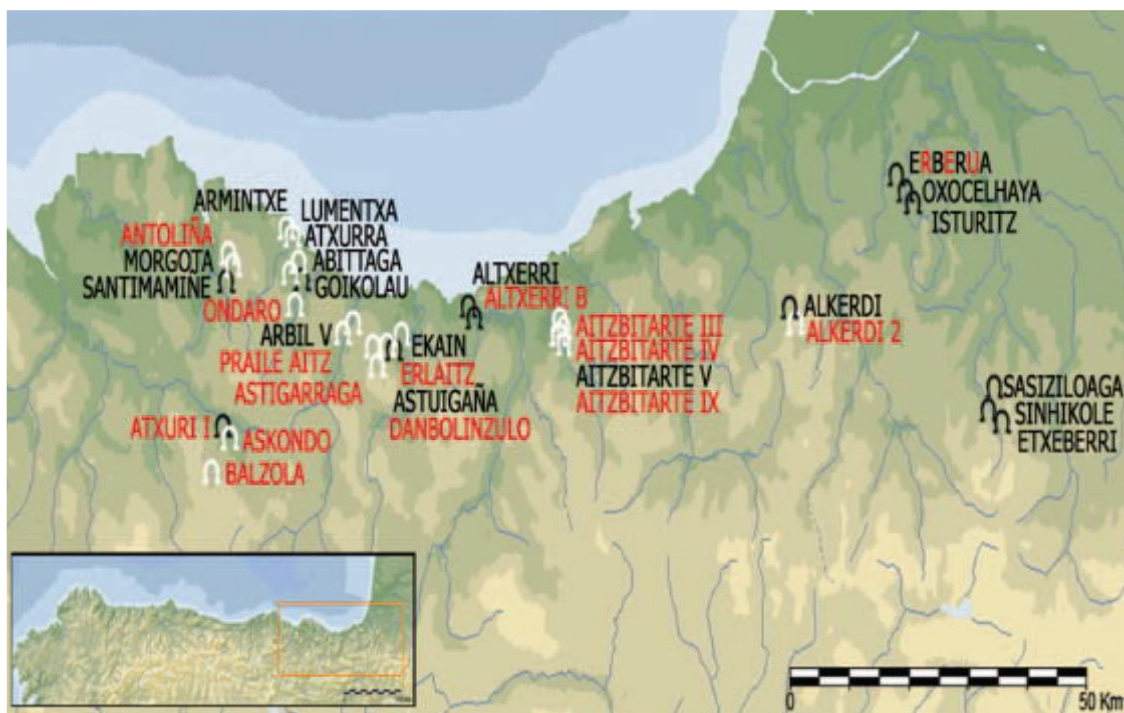 ERBERUA
OXOCELHAYA
ISTURITZ
ARMINTXE
LUMENTXA
ANTOLIÑA
ATXURRA
MORGOTA
ABITTAGA
SANTIMAMINE
GOIKOLAU
ALTXERRI
ALTXERRI B
ONDARO
ALKERDI
ARBIL V
AITZBITARTE III
ALKERDI 2
EKAIN
AITZBITARTE IV
PRAILE AITZ
ERLAITZ
AITZBITARTE V
ASTIGARRAGA
ASTUIGAÑA
AITZBITARTE IX
SASIZILOAGA
SINHIKOLE
ETXEBERRI
ATXURI I
DANBOLINZULO
ASKONDO
BALZOLA
0 50 Km